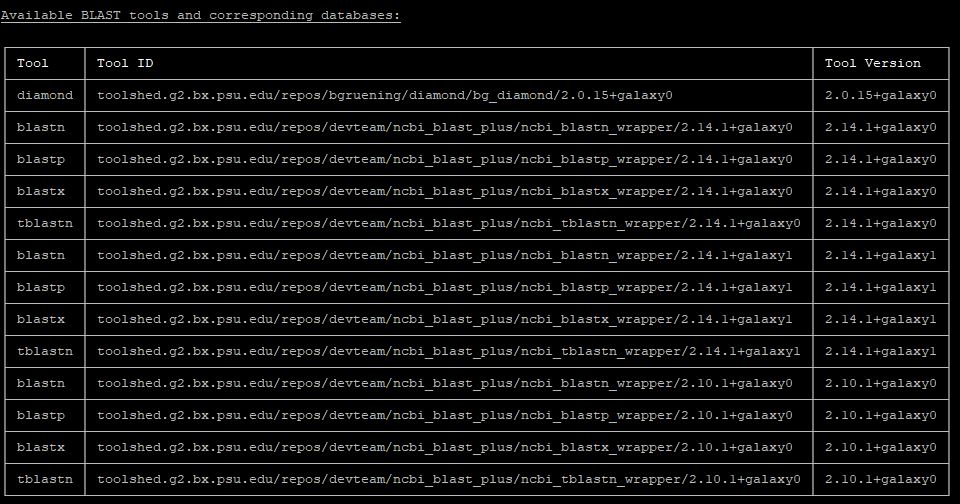 Available BLAST tools and corresponding databases:
Tool Tool ID Tool Version
diamond toolshed.g2.bx.psu.edu/repos/bgruening/diamond/bg_diamond/2.0.15+galaxy0 2.0.15+galaxy0
blastn toolshed.g2.bx.psu.edu/repos/devteam/ncbi_blast_plus/ncbi_blastn_wrapper/2.14.1+galaxy0 2.14.1+galaxy0
blastp toolshed.g2.bx.psu.edu/repos/devteam/ncbi_blast_plus/ncbi_blastp_wrapper/2.14.1+galaxy0 2.14.1+galaxy0
blastx toolshed.g2.bx.psu.edu/repos/devteam/ncbi_blast_plus/ncbi_blastx_wrapper/2.14.1+galaxy0 2.14.1+galaxy0
tblastn toolshed.g2.bx.psu.edu/repos/devteam/ncbi_blast_plus/ncbi_tblastn_wrapper/2.14.1+galaxy0 2.14.1+galaxy0
blastn toolshed.g2.bx.psu.edu/repos/devteam/ncbi_blast_plus/ncbi_blastn_wrapper/2.14.1+galaxy1 2.14.1+galaxy1
blastp toolshed.g2.bx.psu.edu/repos/devteam/ncbi_blast_plus/ncbi_blastp_wrapper/2.14.1+galaxy1 2.14.1+galaxy1
blastx toolshed.g2.bx.psu.edu/repos/devteam/ncbi_blast_plus/ncbi_blastx_wrapper/2.14.1+galaxy1 2.14.1+galaxy1
tblastn toolshed.g2.bx.psu.edu/repos/devteam/ncbi_blast_plus/ncbi_tblastn_wrapper/2.14.1+galaxy1 2.14.1+galaxy1
blastn toolshed.g2.bx.psu.edu/repos/devteam/ncbi_blast_plus/ncbi_blastn_wrapper/2.10.1+galaxy0 2.10.1+galaxy0
blastp toolshed.g2.bx.psu.edu/repos/devteam/ncbi_blast_plus/ncbi_blastp_wrapper/2.10.1+galaxy0 2.10.1+galaxy0
blastx toolshed.g2.bx.psu.edu/repos/devteam/ncbi_blast_plus/ncbi_blastx_wrapper/2.10.1+galaxy0 2.10.1+galaxy0
tblastn toolshed.g2.bx.psu.edu/repos/devteam/ncbi_blast_plus/ncbi_tblastn_wrapper/2.10.1+galaxy0 2.10.1+galaxy0